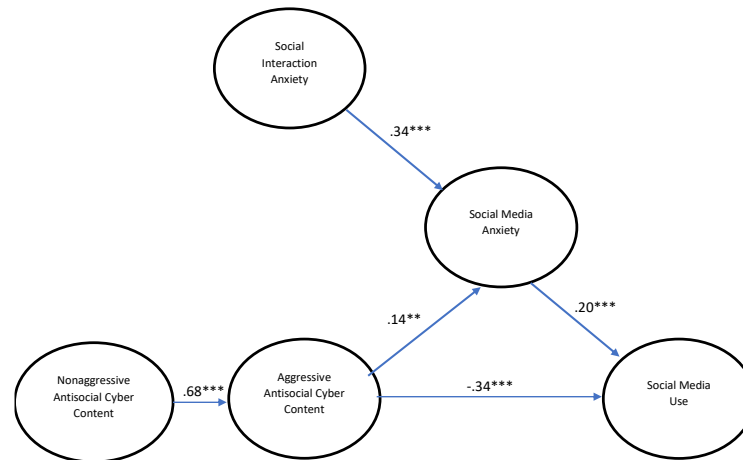 Social
Interaction
Anxiety
.34***
Social Media
Anxiety
.14**
.20***
Nonaggressive
Antisocial Cyber
Content
.68***
Aggressive
Antisocial Cyber
Content
-.34***
Social Media
Use